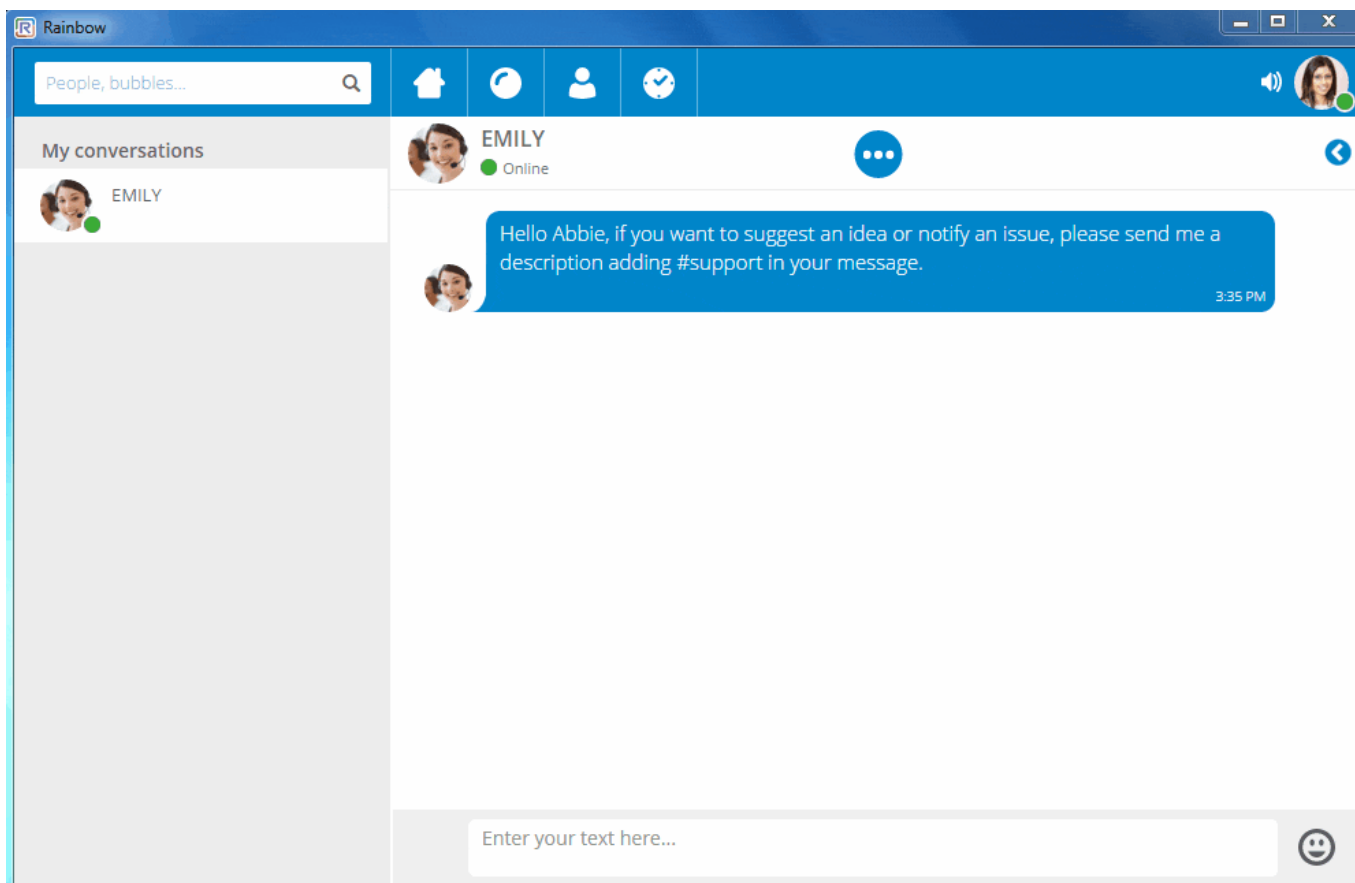 Rainbow
People, bubbles...
My conversations
EMILY
EMILY
Online
Hello Abbie, if you want to suggest an idea or notify an issue, please send me a
description adding #support in your message.
3:35 PM
Enter your text here...